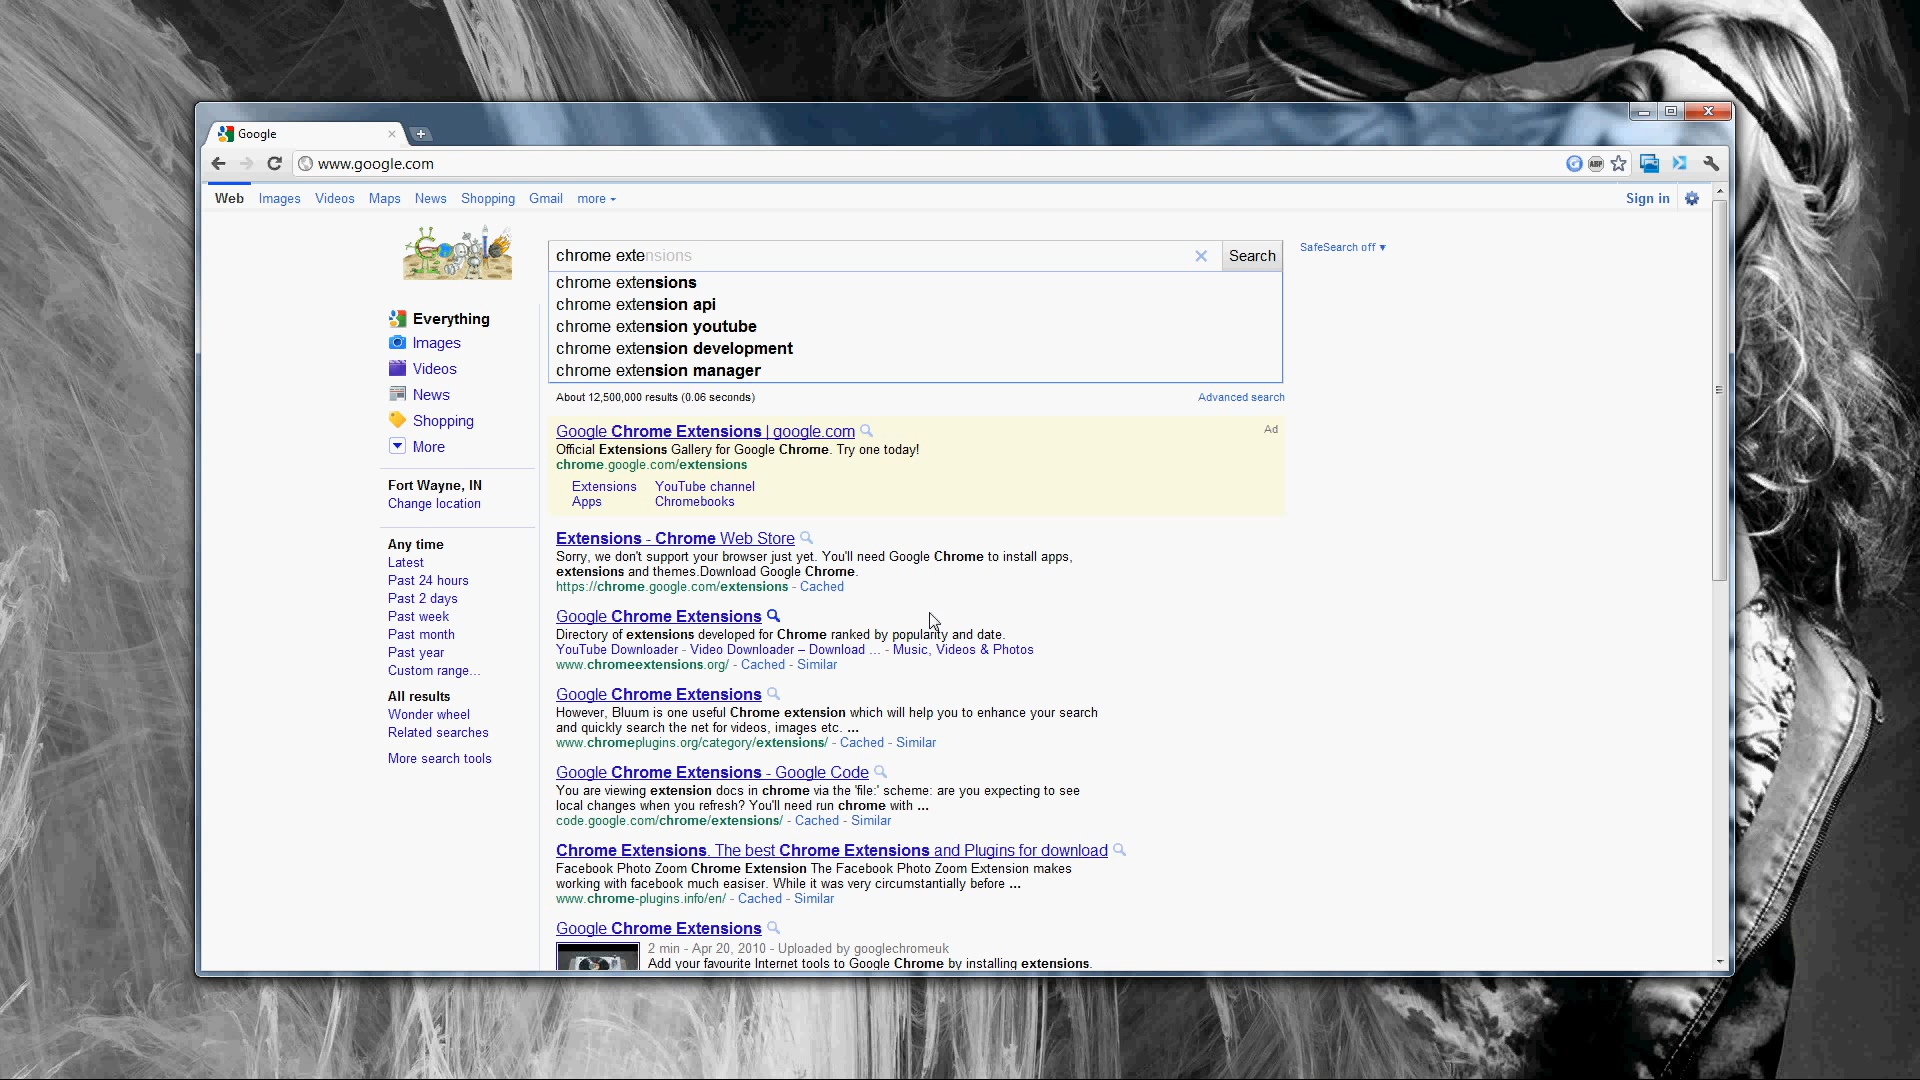 Google
www.google.com
ABP
Web Images Videos Maps News Shopping Gmail more
Sign in
chrome extensions
Search
SafeSearch off ▼
chrome extensions
chrome extension api
chrome extension youtube
chrome extension development
chrome extension manager
About 12,500,000 results (0.06 seconds)
Advanced search
Everything
Images
Videos
News
Shopping
More
Fort Wayne, IN
Change location
Any time
Latest
Past 24 hours
Past 2 days
Past week
Past month
Past year
Custom range...
All results
Wonder wheel
Related searches
More search tools
Google Chrome Extensions | google.com
Ad
Official Extensions Gallery for Google Chrome. Try one today!
chrome.google.com/extensions
Extensions YouTube channel
Apps Chromebooks
Extensions - Chrome Web Store
Sorry, we don't support your browser just yet. You'll need Google Chrome to install apps,
extensions and themes.Download Google Chrome.
https://chrome.google.com/extensions - Cached
Google Chrome Extensions
Directory of extensions developed for Chrome ranked by popularity and date.
YouTube Downloader - Video Downloader – Download ... - Music, Videos & Photos
www.chromeextensions.org/ - Cached - Similar
Google Chrome Extensions
However, Bluum is one useful Chrome extension which will help you to enhance your search
and quickly search the net for videos, images etc. ...
www.chromeplugins.org/category/extensions/ - Cached - Similar
Google Chrome Extensions - Google Code
You are viewing extension docs in chrome via the 'file:' scheme: are you expecting to see
local changes when you refresh? You'll need run chrome with ...
code.google.com/chrome/extensions/ - Cached - Similar
Chrome Extensions. The best Chrome Extensions and Plugins for download
Facebook Photo Zoom Chrome Extension The Facebook Photo Zoom Extension makes
working with facebook much easiser. While it was very circumstantially before ...
www.chrome-plugins.info/en/ - Cached - Similar
Google Chrome Extensions
2 min - Apr 20, 2010 - Uploaded by googlechromeuk
Add your favourite Internet tools to Google Chrome by installing extensions.